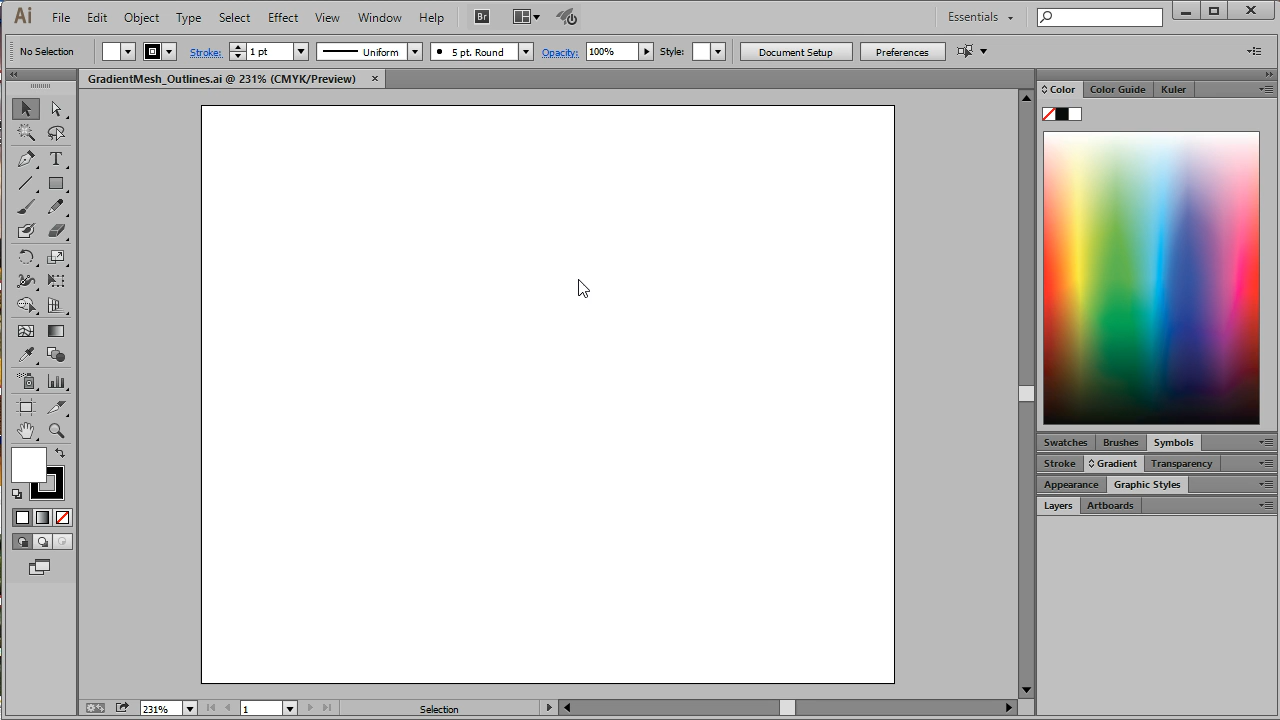 Ai File Edit Object Type Select Effect View Window Help Br Essentials
No Selection Stroke: 1 pt Uniform 5 pt. Round Opacity: 100% Style: Document Setup Preferences
GradientMesh_Outlines.ai @ 231% (CMYK/Preview)
Color Color Guide Kuler
T
Swatches Brushes Symbols
Stroke Gradient Transparency
Appearance Graphic Styles
Layers Artboards
231% 1 Selection